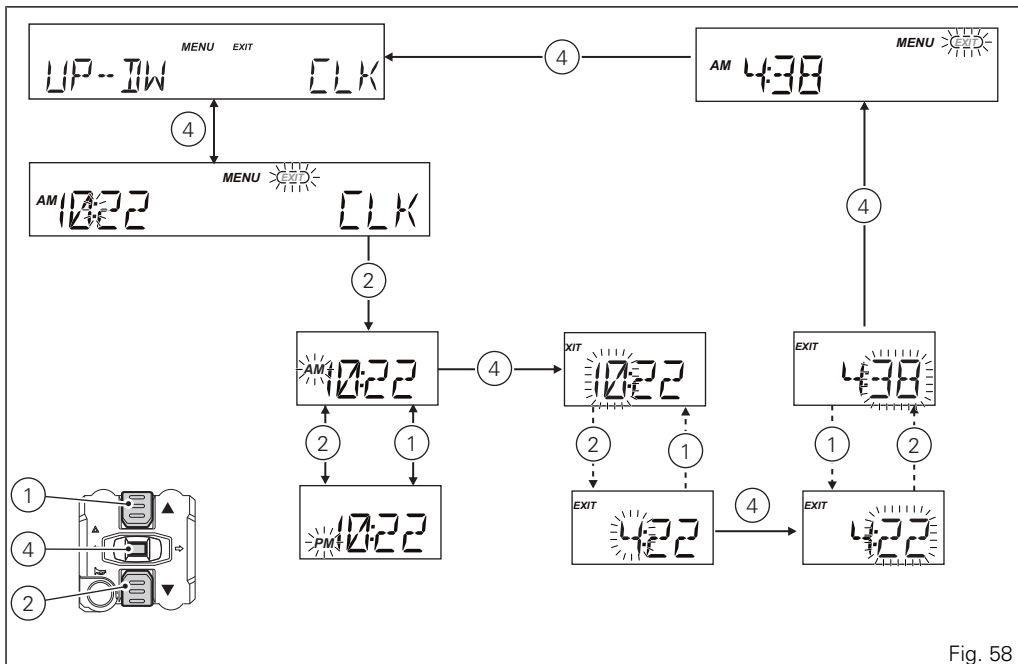 MENU EXIT
UP-DW CLK
4
MENU EXIT
AM 4:38
4
MENU EXIT
AM 10:22 CLK
2
4
AM 10:22
4
XIT
10:22
EXIT
4:38
2
1
2
1
1
2
PM 10:22
EXIT
4:22
4
EXIT
4:22
1
4
2
Fig. 58